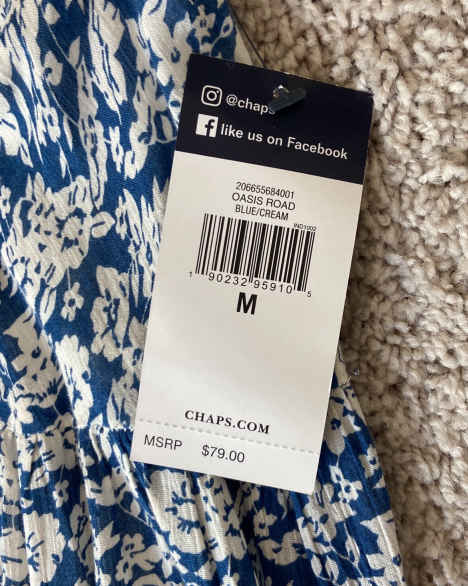 @chaps
like us on Facebook
206655684001
OASIS ROAD
BLUE/CREAM
IND1002
1 90232 95910 5
M
CHAPS.COM
MSRP $79.00